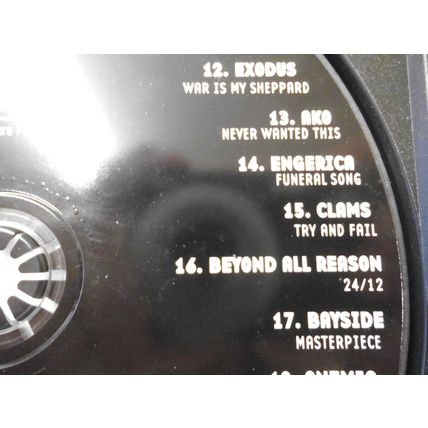 12. EXODUS
WAR IS MY SHEPPARD
13. AKO
NEVER WANTED THIS
14. ENGERICA
FUNERAL SONG
15. CLAMS
TRY AND FAIL
16. BEYOND ALL REASON
'24/12
17. BAYSIDE
MASTERPIECE